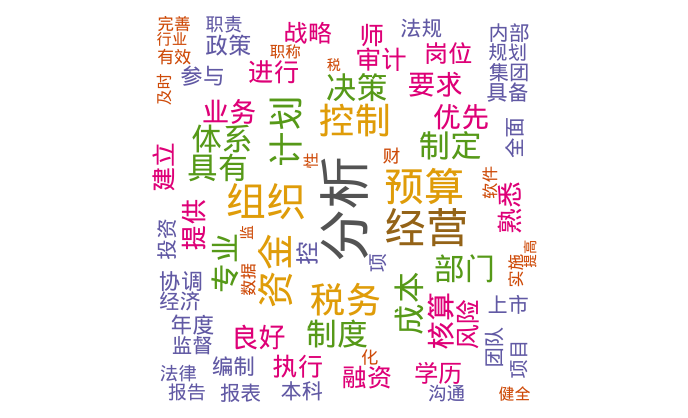 完善
职责
战略
师
法规
内部
行业
政策
职称
审计
岗位
规划
有效
参与
进行
税
决策
要求
集团
及时
具备
业务
计划
控制
优先
体系
制定
全面
建立
具有
性
财
分析
预算
软件
熟悉
组织
提供
经营
投资
专业
监
资金
控
项
部门
提高
数据
实施
协调
经济
税务
成本
核算
风险
上市
年度
监督
良好
制度
团队
项目
法律
编制
执行
化
融资
学历
报告
报表
本科
沟通
健全